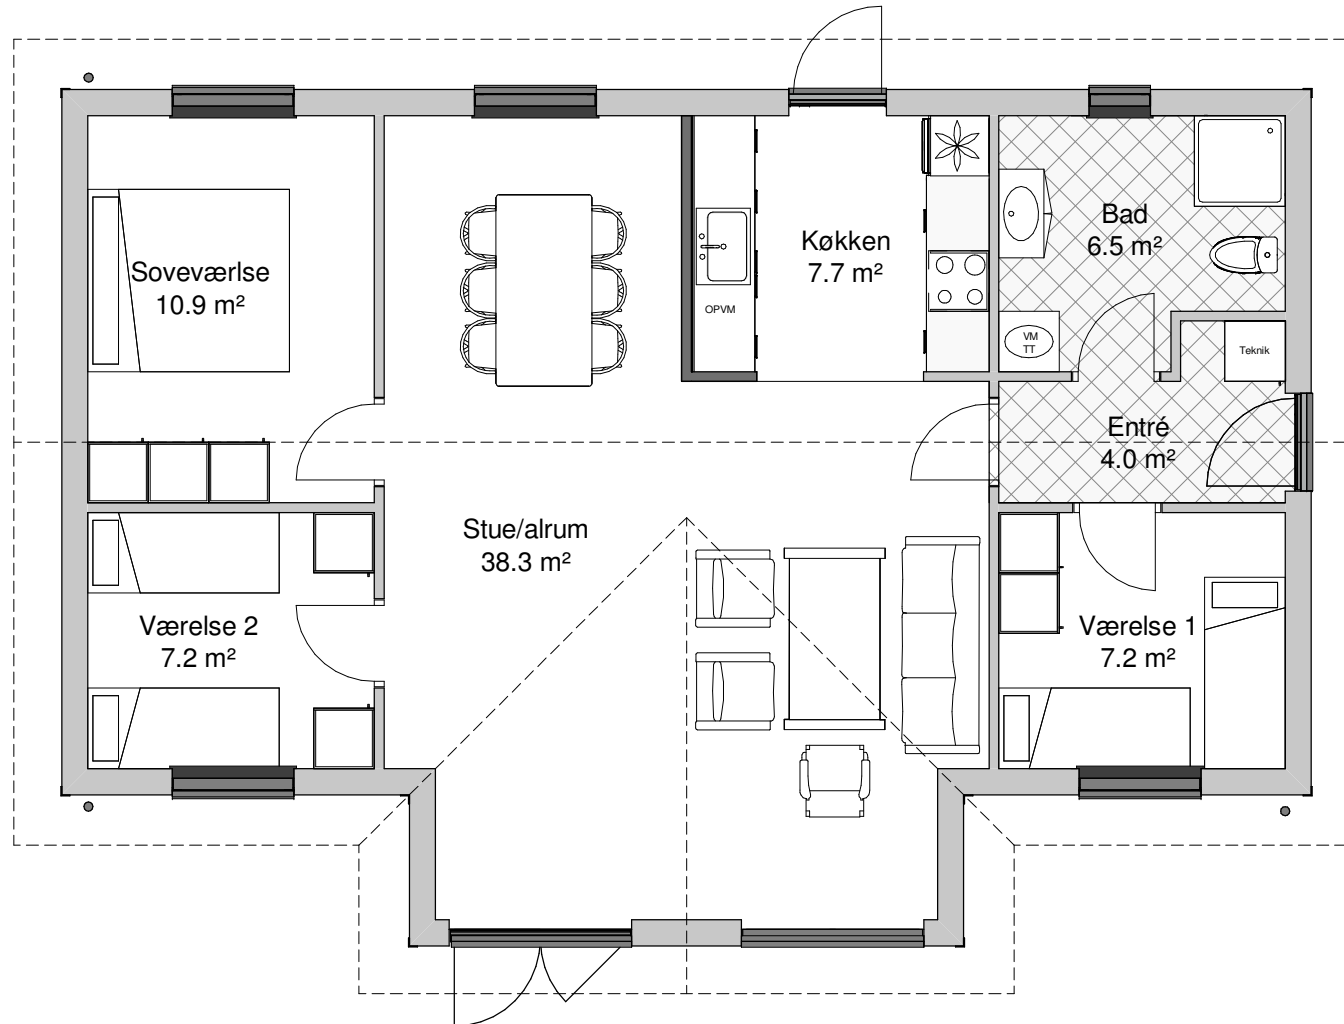 Soveværlse
10.9 m²
Køkken
7.7 m²
OPVM
Bad
6.5 m²
VM
TT
Teknik
Entré
4.0 m²
Stue/alrum
38.3 m²
Værelse 2
7.2 m²
Værelse 1
7.2 m²